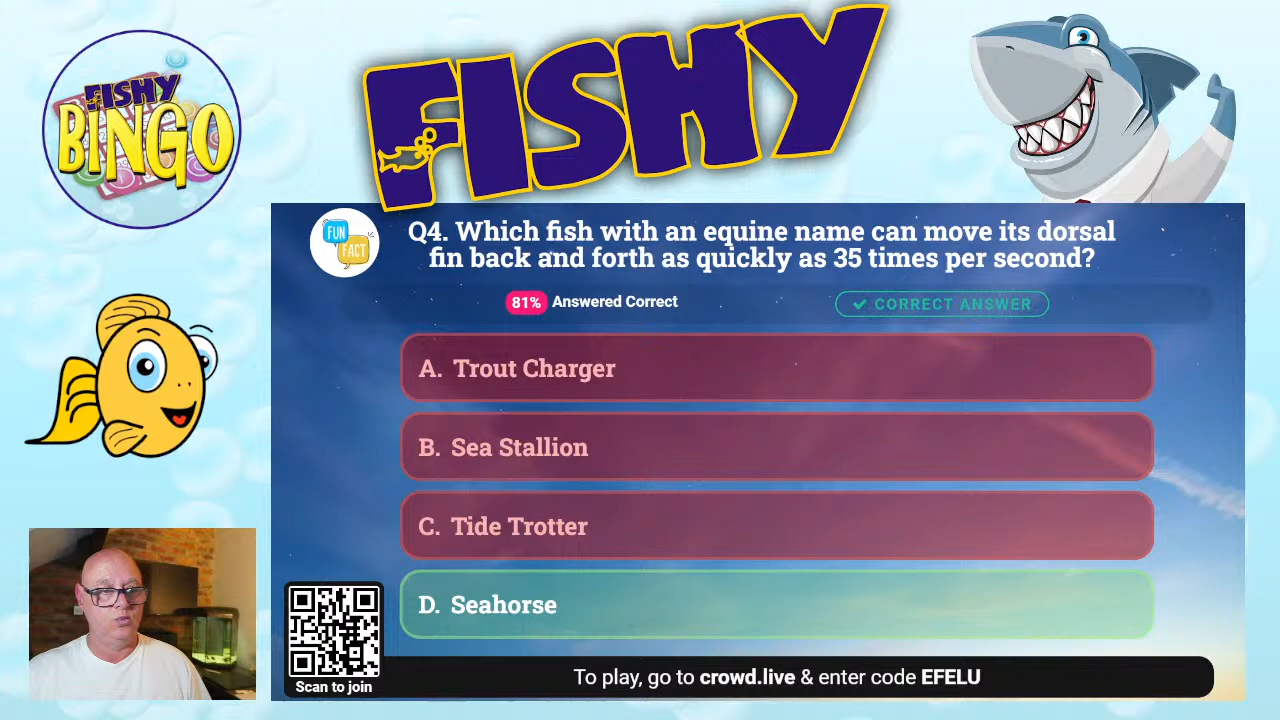 FISHY
BINGO
FISHY
FUN
FACT
Q4. Which fish with an equine name can move its dorsal
fin back and forth as quickly as 35 times per second?
81% Answered Correct
✔ CORRECT ANSWER
A. Trout Charger
B. Sea Stallion
C. Tide Trotter
D. Seahorse
Scan to join
To play, go to crowd.live & enter code EFELU